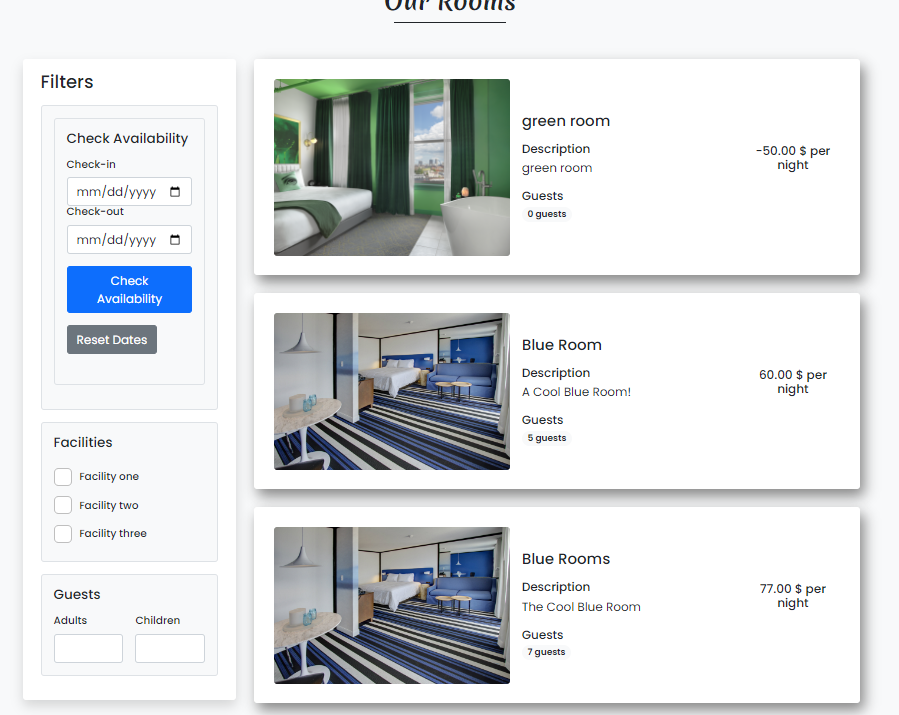 Our Rooms
Filters
Check Availability
Check-in
mm/dd/yyyy
Check-out
mm/dd/yyyy
Check
Availability
Reset Dates
Facilities
Facility one
Facility two
Facility three
Guests
Adults
Children
green room
Description
green room
Guests
0 guests
-50.00 $ per
night
Blue Room
Description
A Cool Blue Room!
Guests
5 guests
60.00 $ per
night
Blue Rooms
Description
The Cool Blue Room
Guests
7 guests
77.00 $ per
night